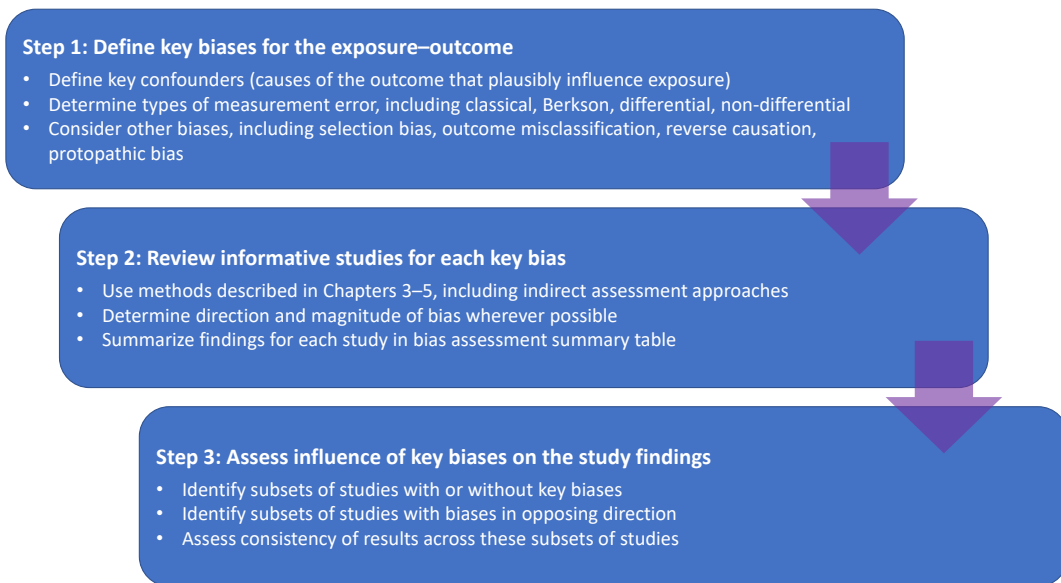 Step 1: Define key biases for the exposure–outcome
• Define key confounders (causes of the outcome that plausibly influence exposure)
• Determine types of measurement error, including classical, Berkson, differential, non-differential
• Consider other biases, including selection bias, outcome misclassification, reverse causation,
protopathic bias
Step 2: Review informative studies for each key bias
• Use methods described in Chapters 3–5, including indirect assessment approaches
• Determine direction and magnitude of bias wherever possible
• Summarize findings for each study in bias assessment summary table
Step 3: Assess influence of key biases on the study findings
• Identify subsets of studies with or without key biases
• Identify subsets of studies with biases in opposing direction
• Assess consistency of results across these subsets of studies